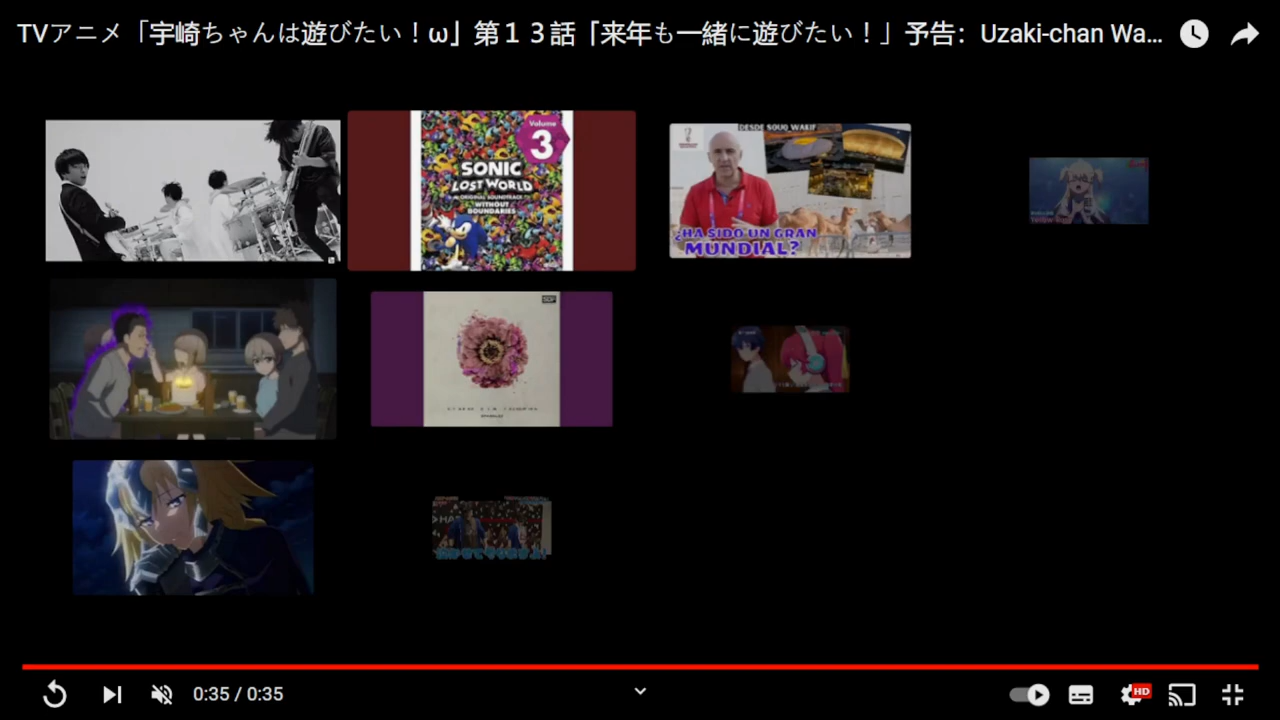 TVアニメ「宇崎ちゃんは遊びたい！ω」第１３話「来年も一緒に遊びたい！」予告：Uzaki-chan Wa...
Volume
3
SONIC
LOST WORLD
ORIGINAL SOUNDTRACK
WITHOUT
BOUNDARIES
DESDE SOUQ WAKIF
¿HA SIDO UN GRAN
MUNDIAL?
0:35 / 0:35
HD